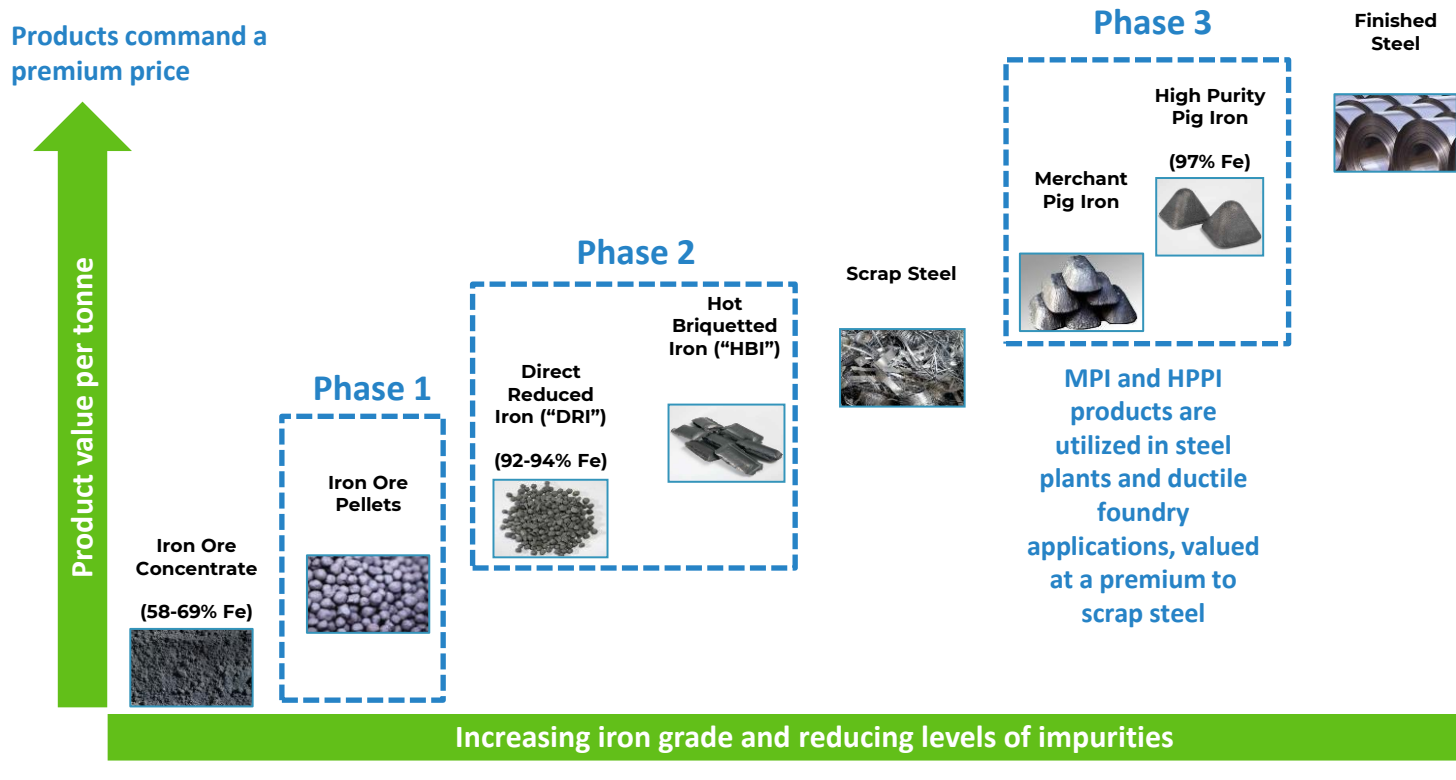 Products command a
premium price
Product value per tonne
Iron Ore
Concentrate
(58-69% Fe)
Phase 1
Iron Ore
Pellets
Phase 2
Direct
Reduced
Iron (“DRI”)
(92-94% Fe)
Hot
Briquetted
Iron (“HBI”)
Scrap Steel
Phase 3
Merchant
Pig Iron
High Purity
Pig Iron
(97% Fe)
MPI and HPPI
products are
utilized in steel
plants and ductile
foundry
applications, valued
at a premium to
scrap steel
Finished
Steel
Increasing iron grade and reducing levels of impurities